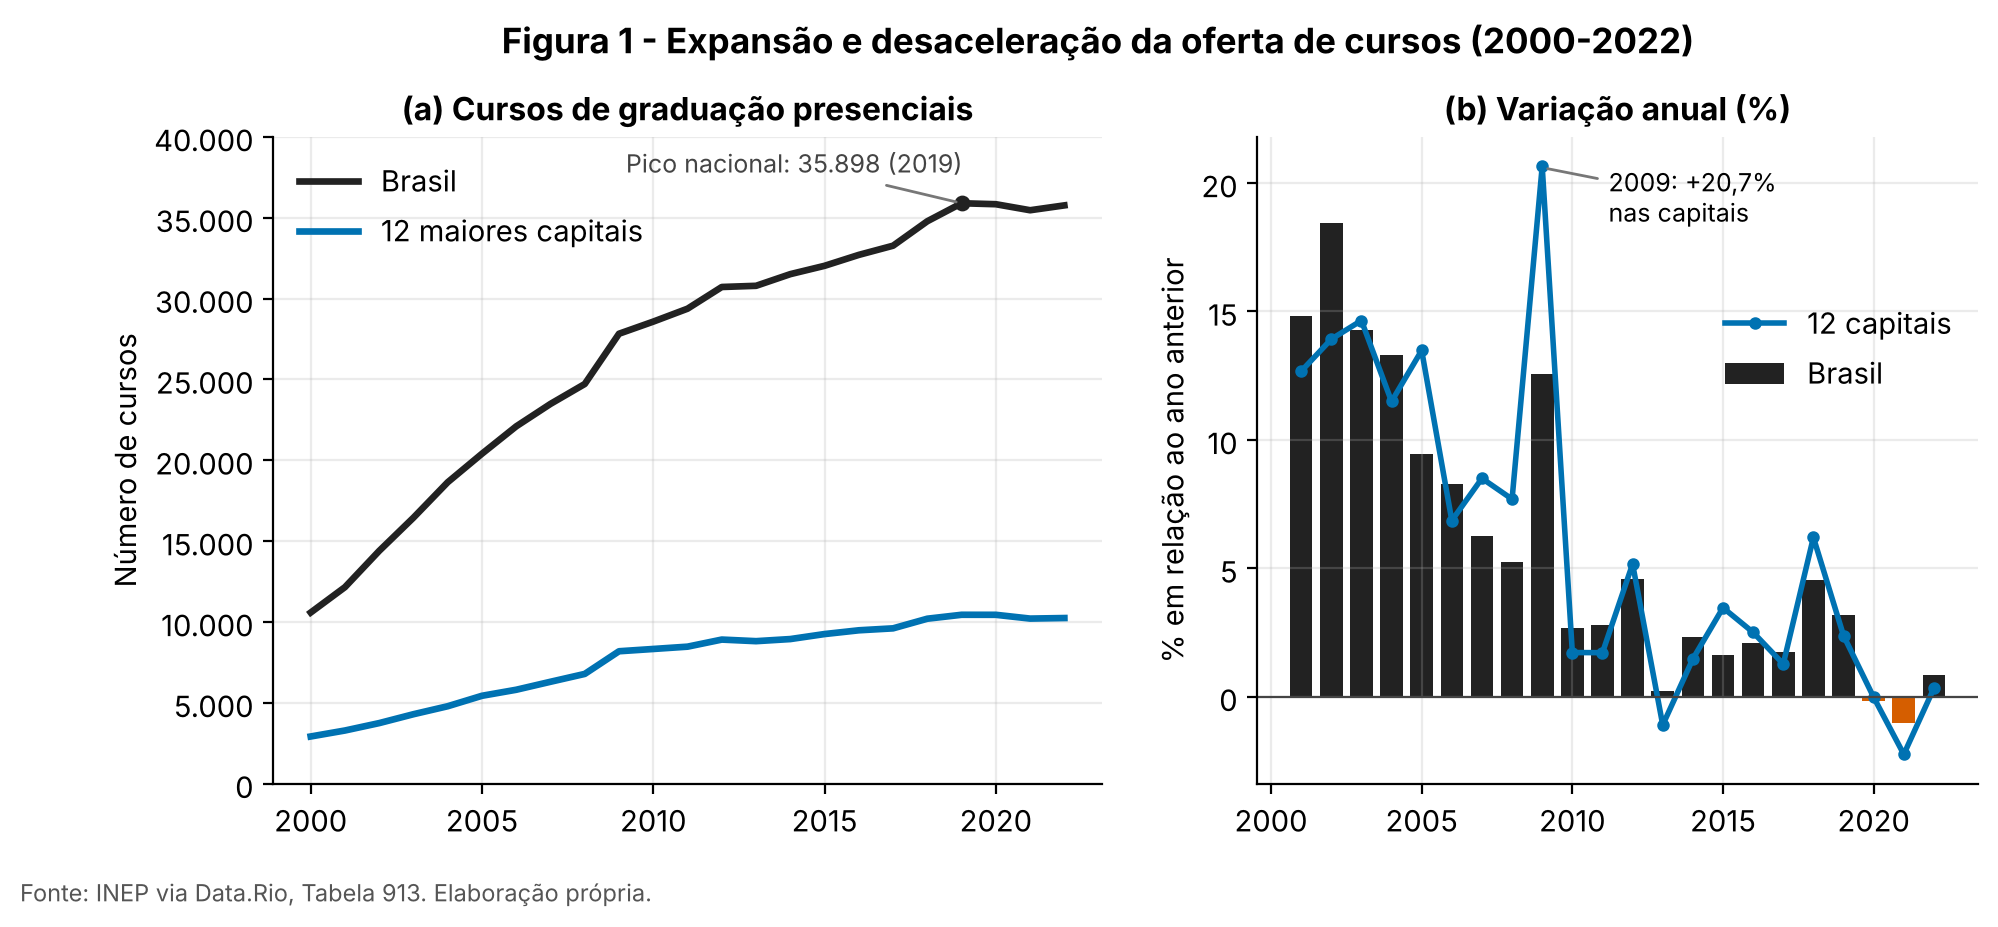 Figura 1 - Expansão e desaceleração da oferta de cursos (2000-2022)
(a) Cursos de graduação presenciais
Número de cursos
40.000
35.000
30.000
25.000
20.000
15.000
10.000
5.000
0
Brasil
12 maiores capitais
Pico nacional: 35.898 (2019)
2000
2005
2010
2015
2020
(b) Variação anual (%)
% em relação ao ano anterior
20
15
10
5
0
2009: +20,7%
nas capitais
12 capitais
Brasil
2000
2005
2010
2015
2020
Fonte: INEP via Data.Rio, Tabela 913. Elaboração própria.